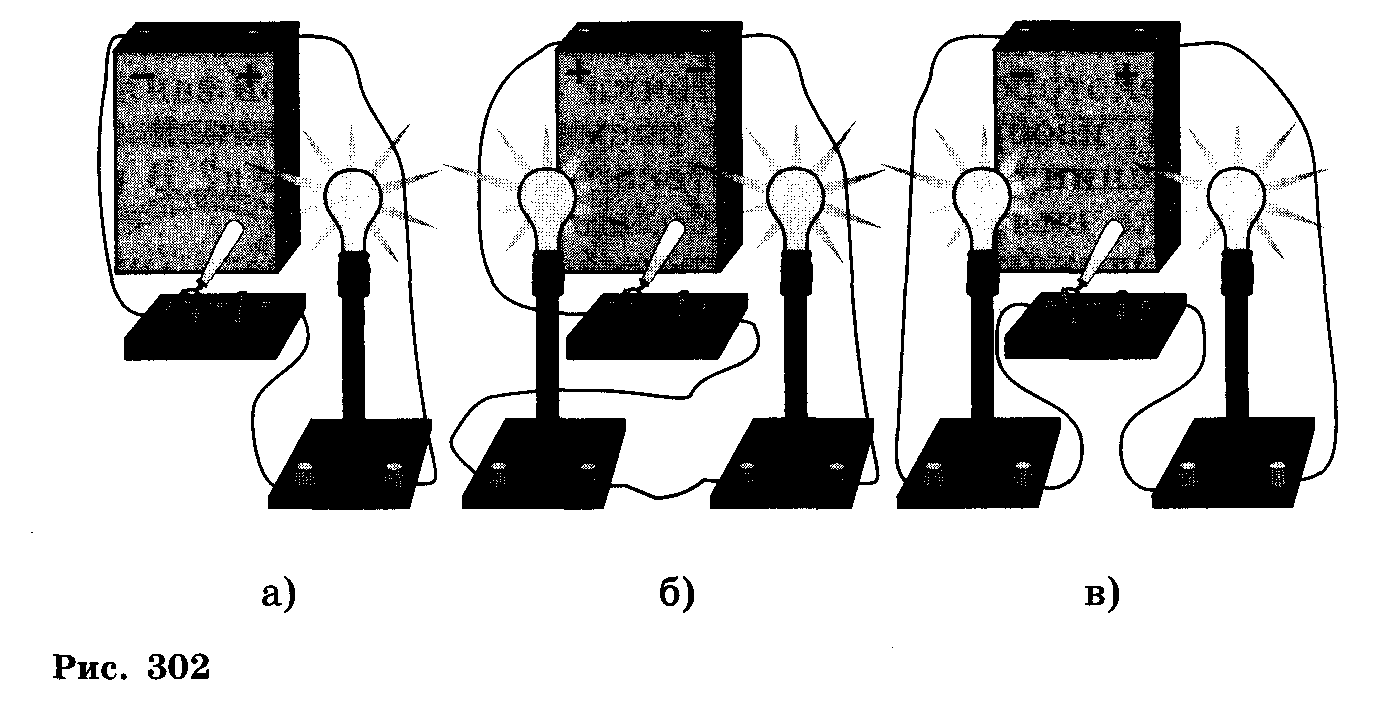 − +
+ −
− +
а)
б)
в)
Рис. 302